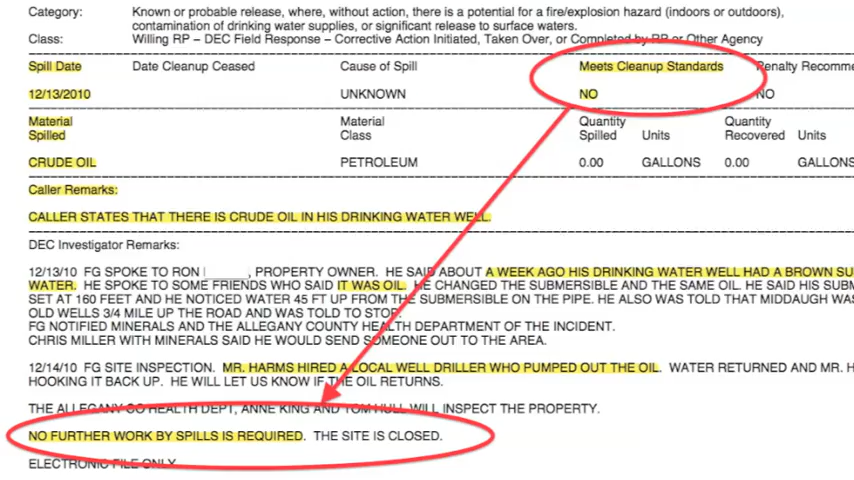 Category: Known or probable release, where, without action, there is a potential for a fire/explosion hazard (indoors or outdoors),
contamination of drinking water supplies, or significant release to surface waters.
Class: Willing RP – DEC Field Response – Corrective Action Initiated, Taken Over, or Completed by RP or Other Agency
Spill Date Date Cleanup Ceased Cause of Spill Meets Cleanup Standards Penalty Recomme
12/13/2010 UNKNOWN NO NO
Material Spilled Material Class Quantity Spilled Units Quantity Recovered Units
CRUDE OIL PETROLEUM 0.00 GALLONS 0.00 GALLONS
Caller Remarks:
CALLER STATES THAT THERE IS CRUDE OIL IN HIS DRINKING WATER WELL.
DEC Investigator Remarks:
12/13/10 FG SPOKE TO RON , PROPERTY OWNER. HE SAID ABOUT A WEEK AGO HIS DRINKING WATER WELL HAD A BROWN SU
WATER. HE SPOKE TO SOME FRIENDS WHO SAID IT WAS OIL. HE CHANGED THE SUBMERSIBLE AND THE SAME OIL. HE SAID HIS SUBM
SET AT 160 FEET AND HE NOTICED WATER 45 FT UP FROM THE SUBMERSIBLE ON THE PIPE. HE ALSO WAS TOLD THAT MIDDAUGH WAS
OLD WELLS 3/4 MILE UP THE ROAD AND WAS TOLD TO STOP.
FG NOTIFIED MINERALS AND THE ALLEGANY COUNTY HEALTH DEPARTMENT OF THE INCIDENT.
CHRIS MILLER WITH MINERALS SAID HE WOULD SEND SOMEONE OUT TO THE AREA.
12/14/10 FG SITE INSPECTION. MR. HARMS HIRED A LOCAL WELL DRILLER WHO PUMPED OUT THE OIL. WATER RETURNED AND MR. H
HOOKING IT BACK UP. HE WILL LET US KNOW IF THE OIL RETURNS.
THE ALLEGANY CO HEALTH DEPT, ANNE KING AND TOM HULL WILL INSPECT THE PROPERTY.
NO FURTHER WORK BY SPILLS IS REQUIRED. THE SITE IS CLOSED.
ELECTRONIC FILE ONLY